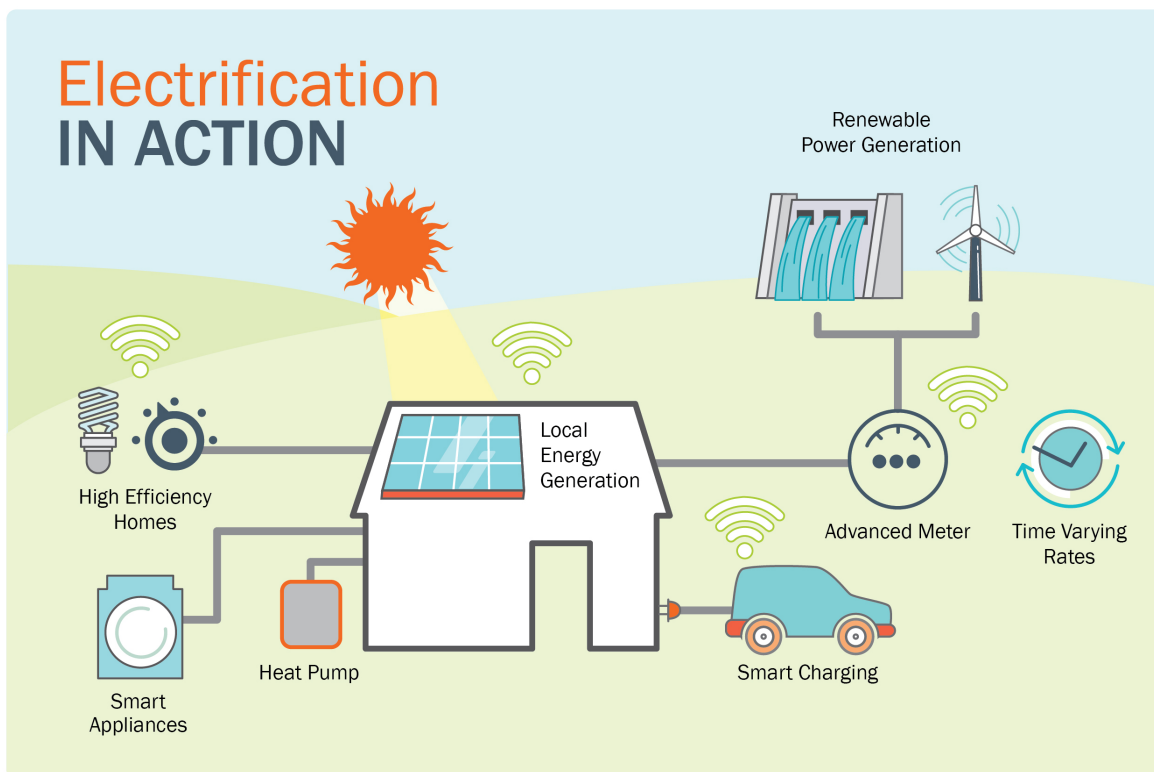 Electrification
IN ACTION
Renewable
Power Generation
High Efficiency
Homes
Local
Energy
Generation
Advanced Meter
Time Varying
Rates
Smart
Appliances
Heat Pump
Smart Charging